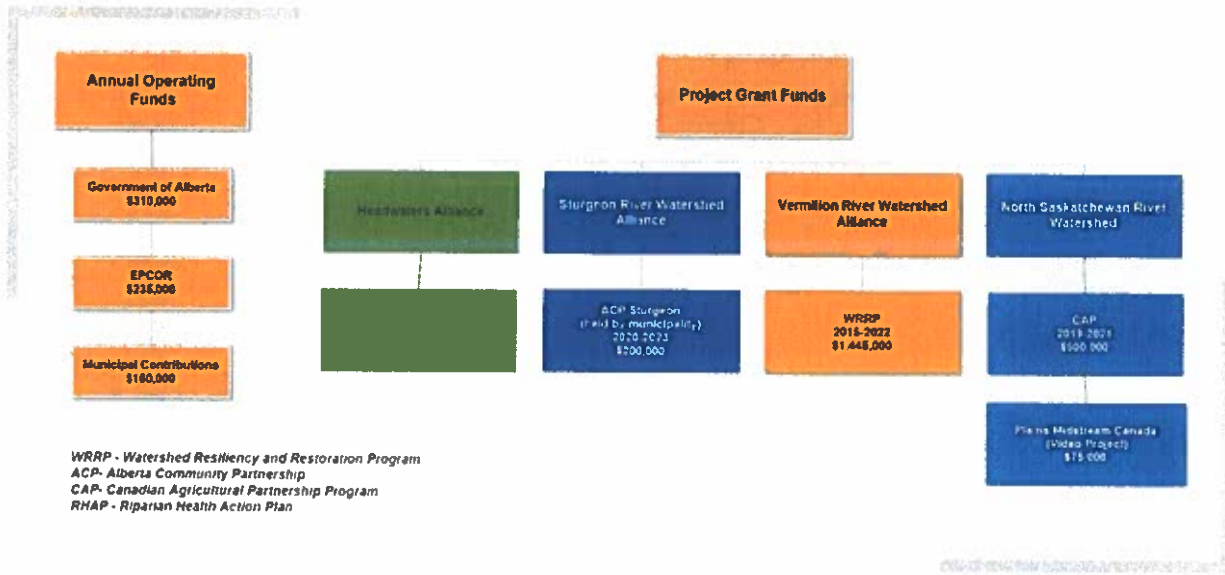 Annual Operating
Funds
Government of Alberta
$310,000
EPCOR
$235,000
Municipal Contributions
$160,000
Project Grant Funds
Headwaters Alliance
Sturgeon River Watershed
Alliance
ACP Sturgeon
(held by municipality)
2020-2023
$200,000
Vermilion River Watershed
Alliance
WRRP
2015-2022
$1,445,000
North Saskatchewan River
Watershed
CAP
$500,000
Plains Midstream Canada
(Video Project)
$75,000
WRRP - Watershed Resiliency and Restoration Program
ACP- Alberta Community Partnership
CAP- Canadian Agricultural Partnership Program
RHAP - Riparian Health Action Plan